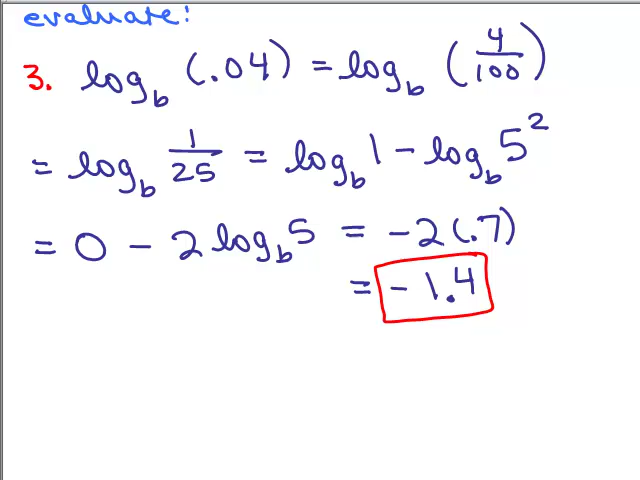 evaluate:
3. log_b (.04) = log_b (4/100)
= log_b 1/25 = log_b 1 - log_b 5^2
= 0 - 2 log_b 5 = -2 (.7)
= -1.4